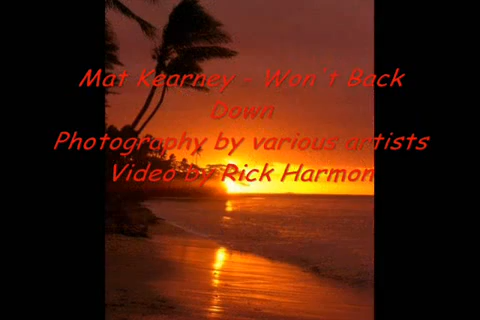 Mat Kearney - Won´t Back
Down
Photography by various artists
Video by Rick Harmon